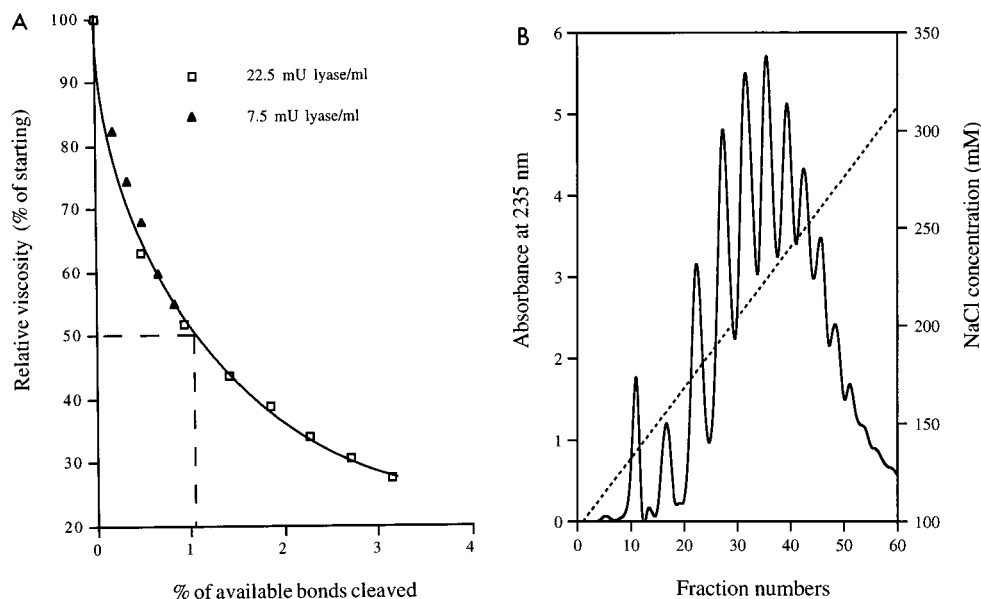 A
Relative viscosity (% of starting)
100
90
80
70
60
50
40
30
20
22.5 mU lyase/ml
7.5 mU lyase/ml
0 1 2 3 4
% of available bonds cleaved
B
Absorbance at 235 nm
6
5
4
3
2
1
0
0 10 20 30 40 50 60
Fraction numbers
350
300
250
200
150
100
NaCl concentration (mM)